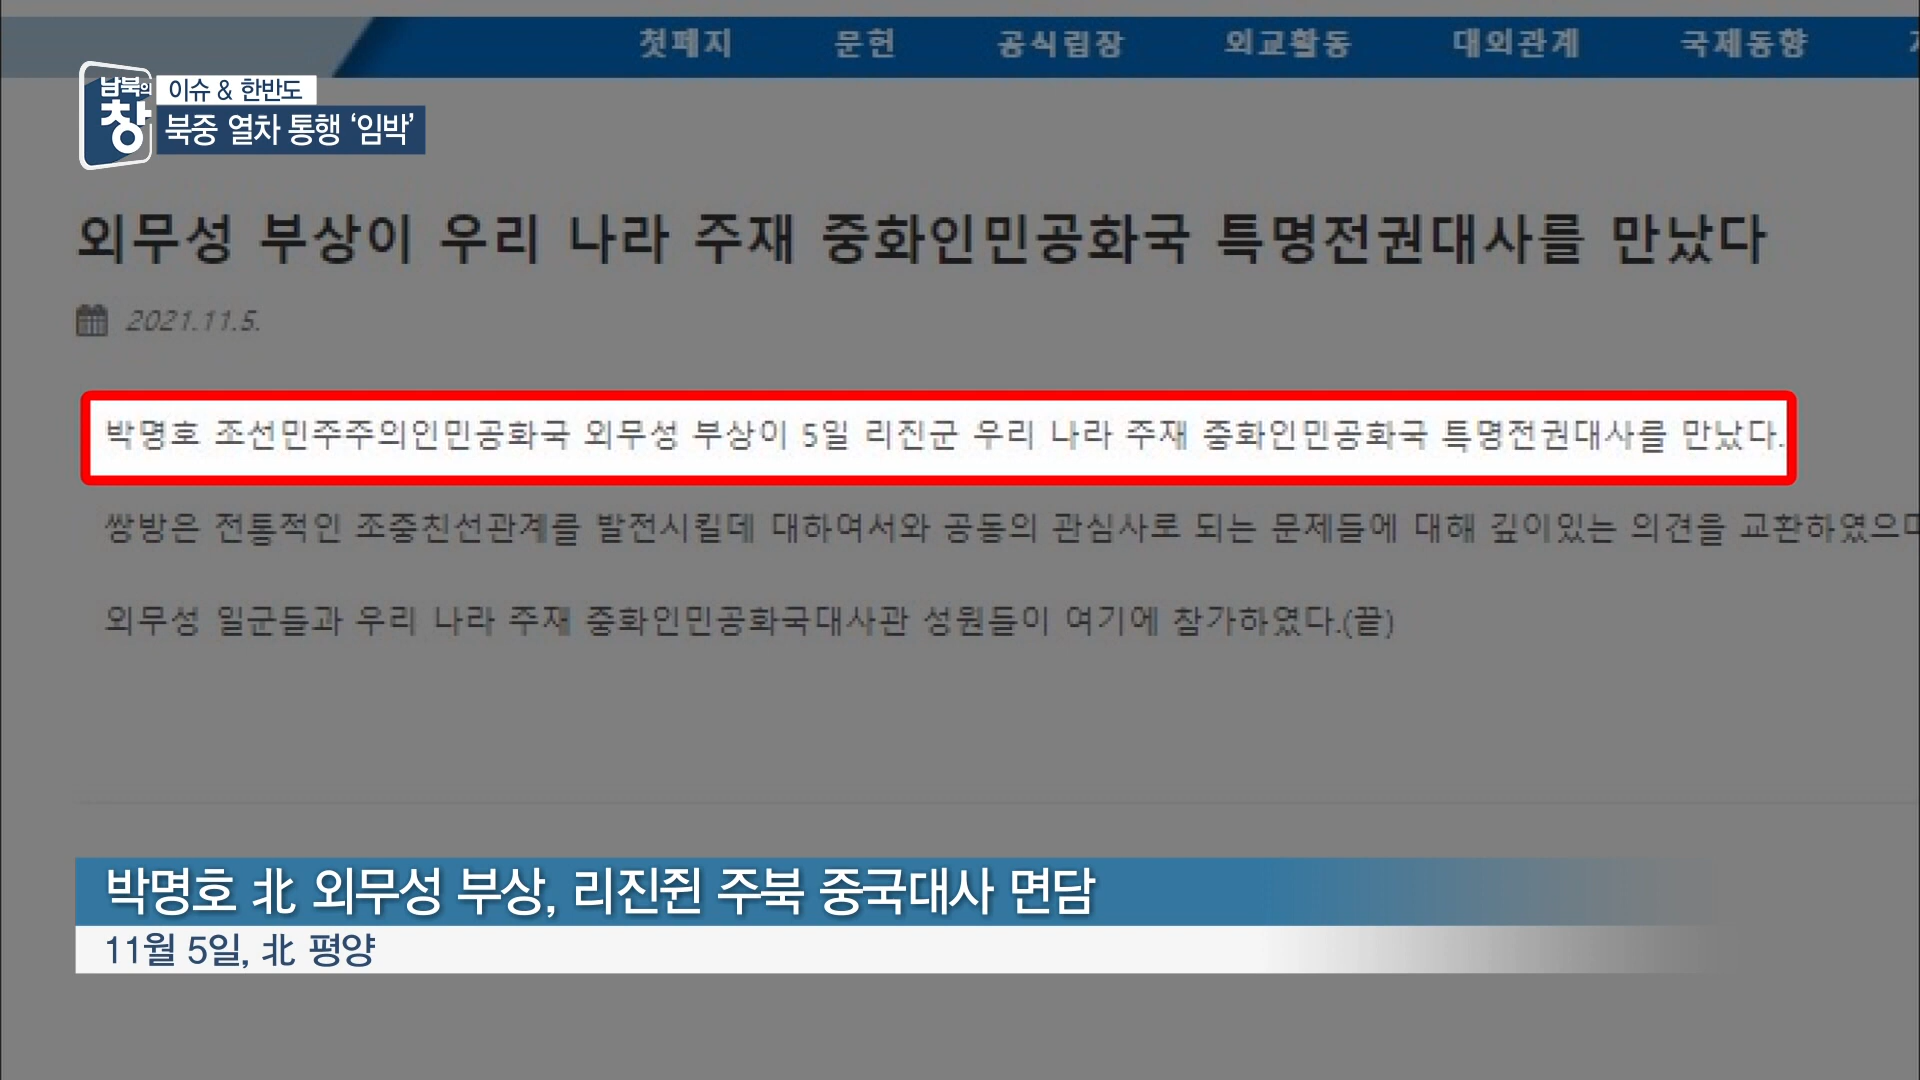 첫페지 문헌 공식립장 외교활동 대외관계 국제동향
남북의 창
이슈 & 한반도
북중 열차 통행 ‘임박’
외무성 부상이 우리 나라 주재 중화인민공화국 특명전권대사를 만났다
2021.11.5.
박명호 조선민주주의인민공화국 외무성 부상이 5일 리진군 우리 나라 주재 중화인민공화국 특명전권대사를 만났다.
쌍방은 전통적인 조중친선관계를 발전시킬데 대하여서와 공동의 관심사로 되는 문제들에 대해 깊이있는 의견을 교환하였으며
외무성 일군들과 우리 나라 주재 중화인민공화국대사관 성원들이 여기에 참가하였다.(끝)
박명호 北 외무성 부상, 리진쥔 주북 중국대사 면담
11월 5일, 北 평양